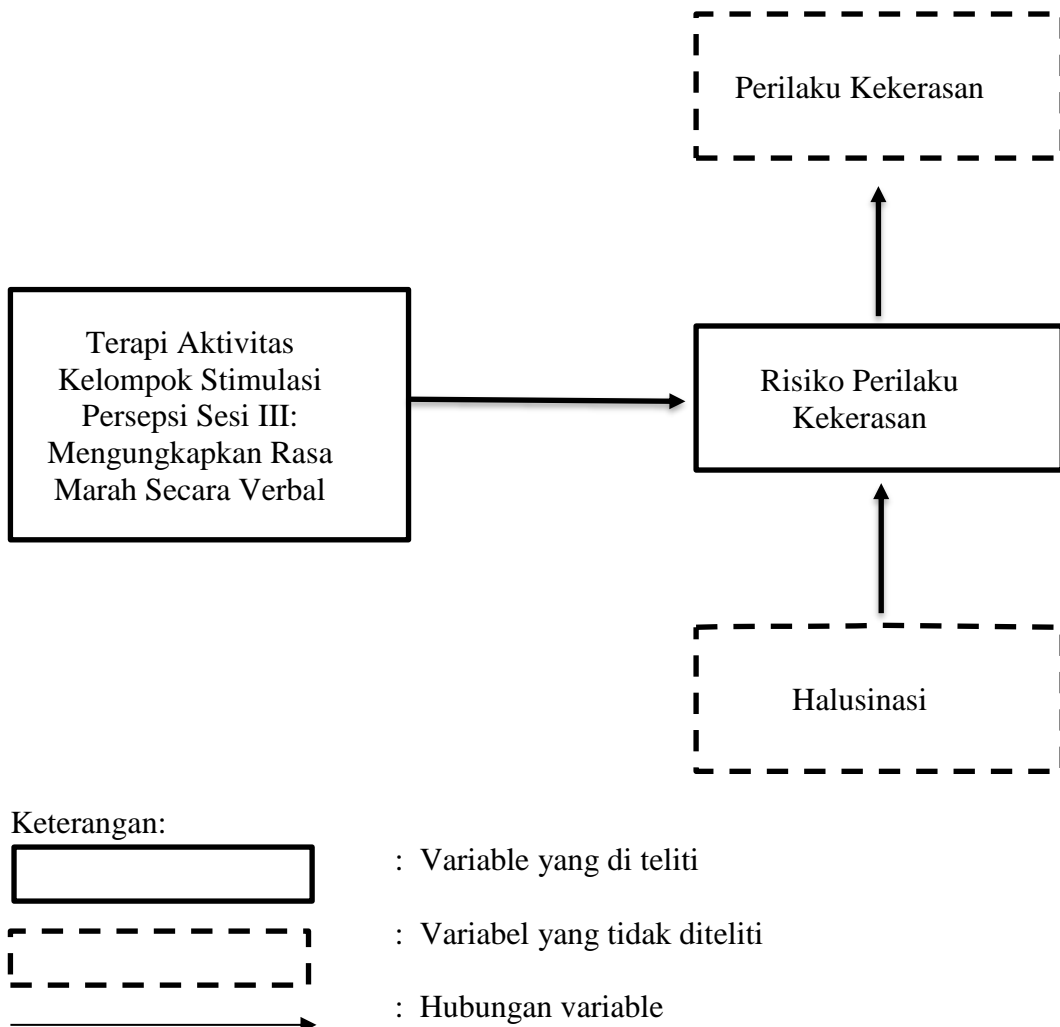 Perilaku Kekerasan
Terapi Aktivitas
Kelompok Stimulasi
Persepsi Sesi III:
Mengungkapkan Rasa
Marah Secara Verbal
Risiko Perilaku
Kekerasan
Halusinasi
Keterangan:
: Variable yang di teliti
: Variabel yang tidak diteliti
: Hubungan variable